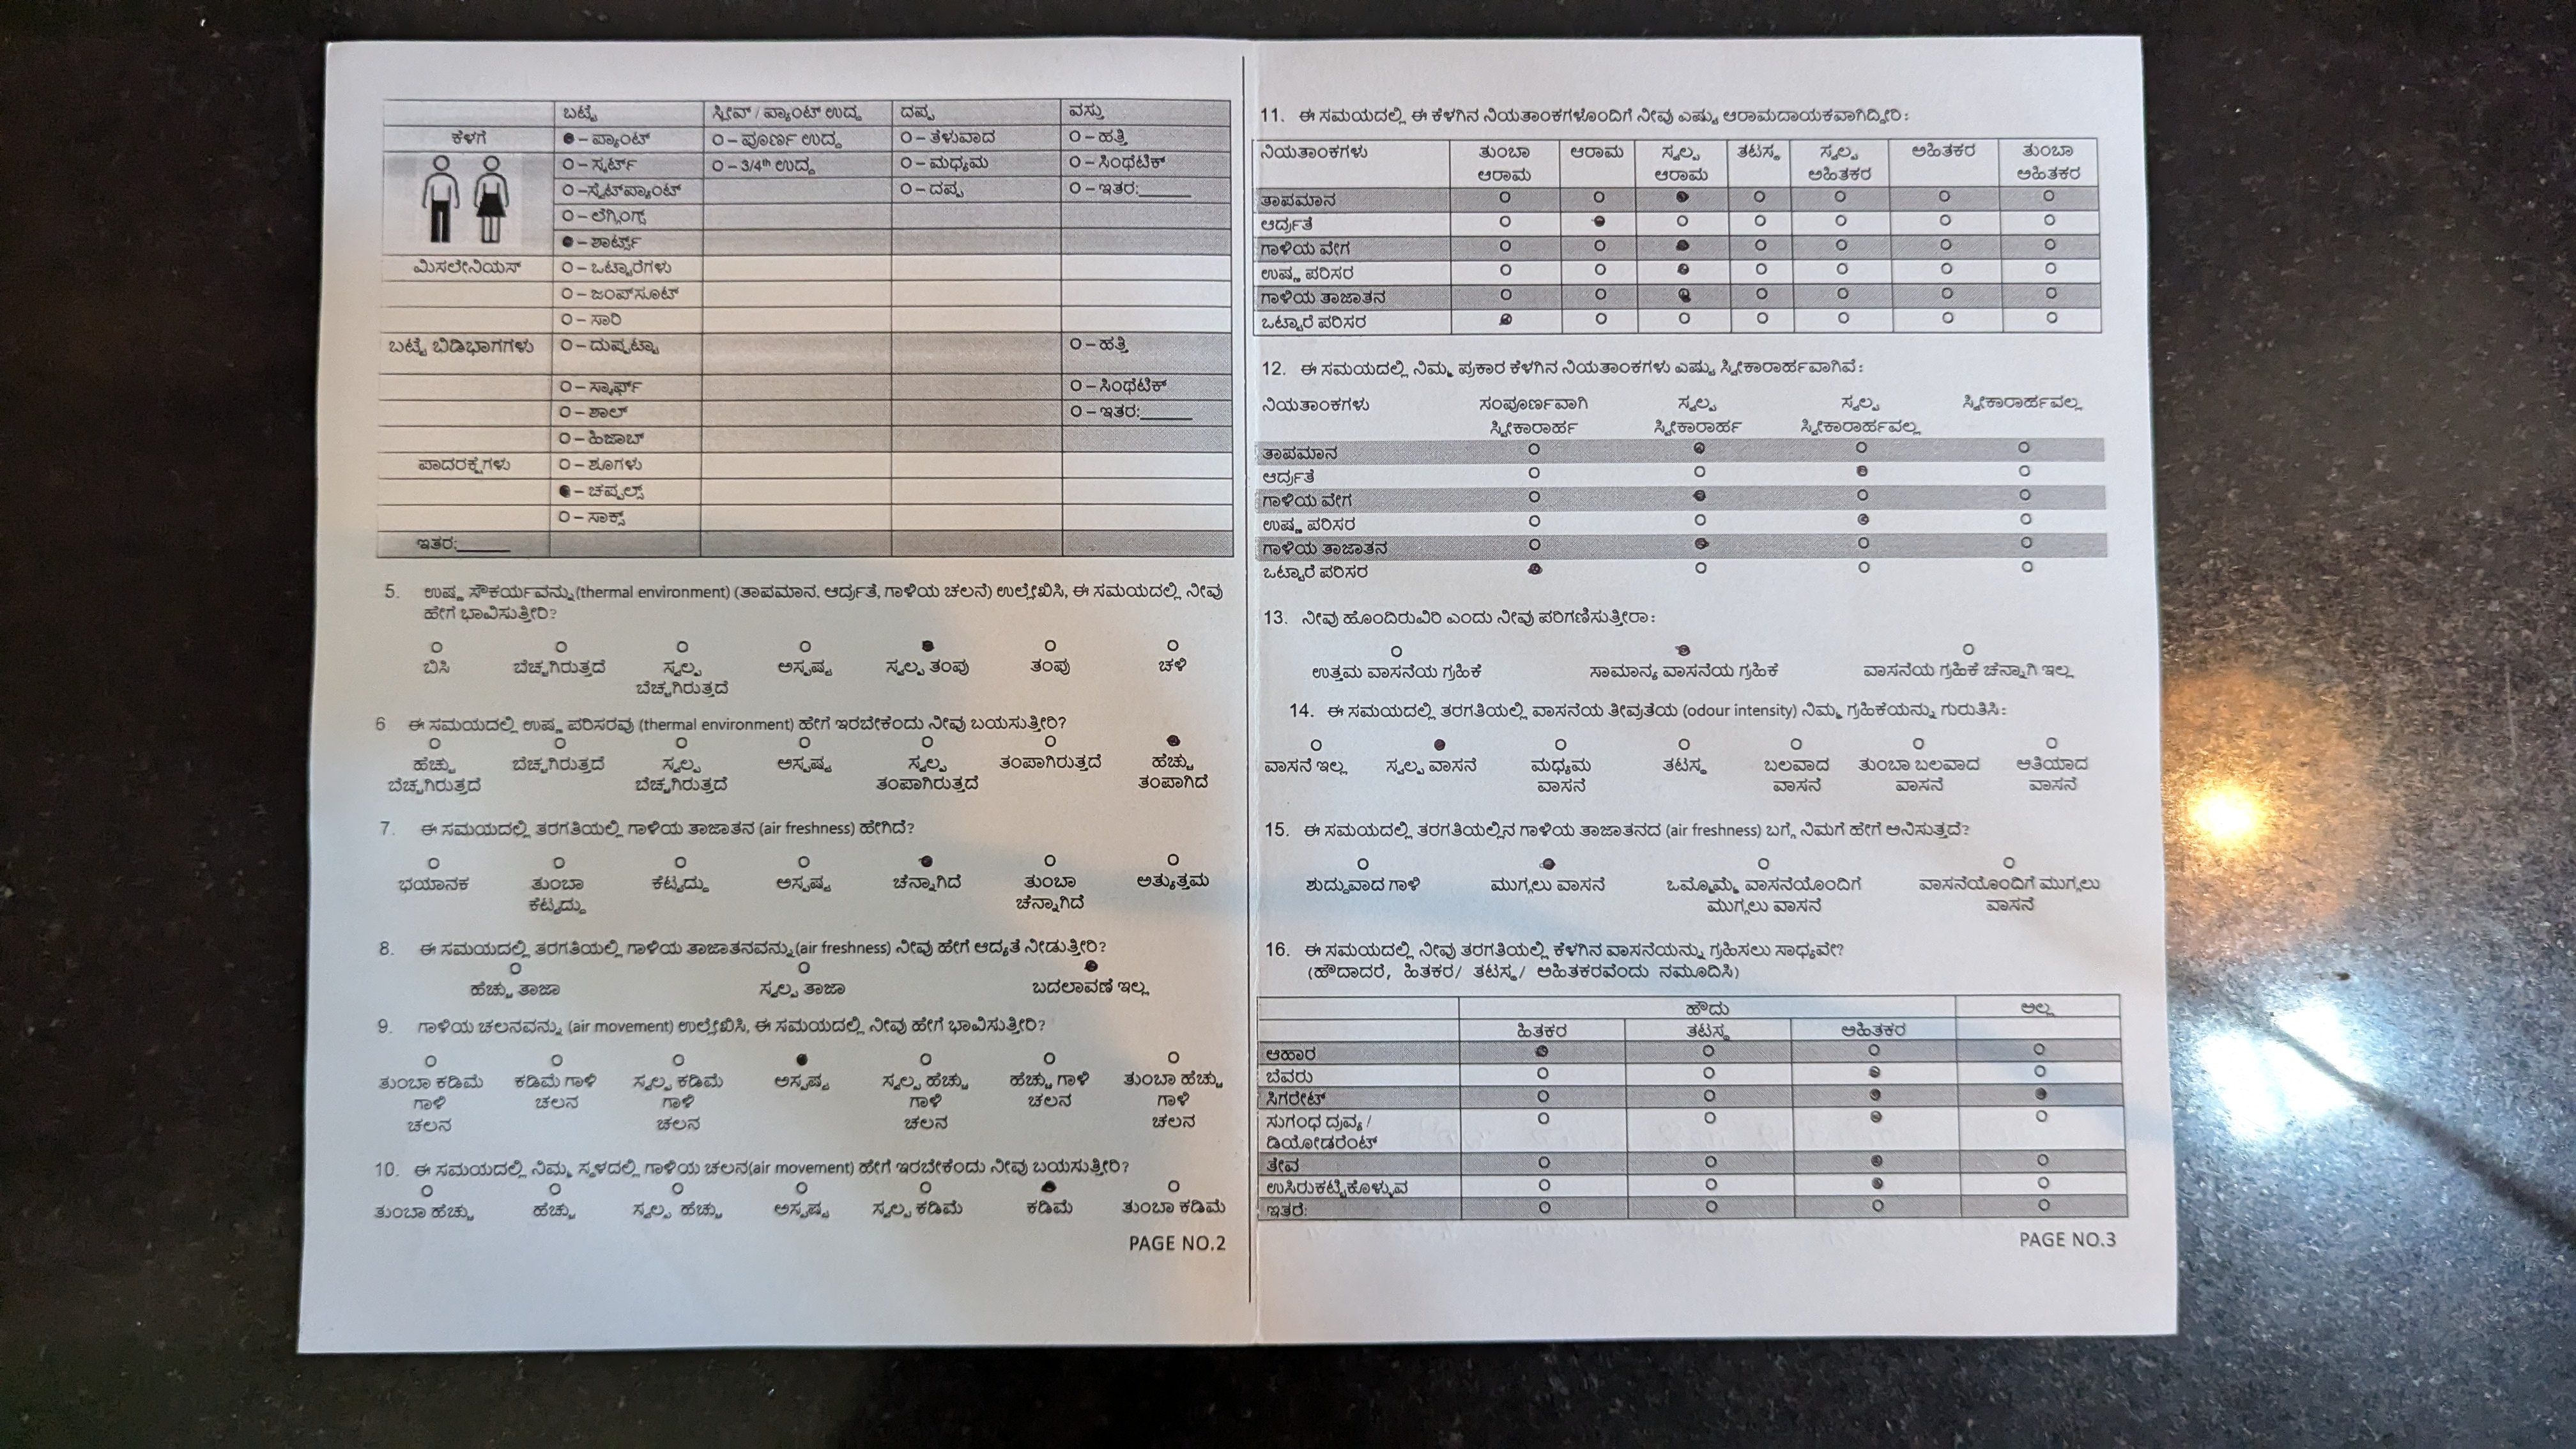 ಬಟ್ಟೆ ಸ್ಲೀವ್ / ಪ್ಯಾಂಟ್ ಉದ್ದ ದಪ್ಪ ವಸ್ತು
ಕೆಳಗೆ ● – ಪ್ಯಾಂಟ್ O – ಪೂರ್ಣ ಉದ್ದ O – ತೆಳುವಾದ O – ಹತ್ತಿ
O – ಸ್ಕರ್ಟ್ O – 3/4th ಉದ್ದ O – ಮಧ್ಯಮ O – ಸಿಂಥೆಟಿಕ್
O –ಸ್ವೆಟ್‌ಪ್ಯಾಂಟ್ O – ದಪ್ಪ O – ಇತರ:______
O – ಲೆಗ್ಗಿಂಗ್ಸ್
● – ಶಾರ್ಟ್ಸ್
ಮಿಸಲೇನಿಯಸ್ O – ಒಟ್ಟಾರೆಗಳು
O – ಜಂಪ್‌ಸೂಟ್
O – ಸಾರಿ
ಬಟ್ಟೆ ಬಿಡಿಭಾಗಗಳು O – ದುಪ್ಪಟ್ಟಾ O – ಹತ್ತಿ
O – ಸ್ಕಾರ್ಫ್ O – ಸಿಂಥೆಟಿಕ್
O – ಶಾಲ್ O – ಇತರ:______
O – ಹಿಜಾಬ್
ಪಾದರಕ್ಷೆಗಳು O – ಶೂಗಳು
● – ಚಪ್ಪಲ್ಸ್
O – ಸಾಕ್ಸ್
ಇತರ:______
5. ಉಷ್ಣ ಸೌಕರ್ಯವನ್ನು (thermal environment) (ತಾಪಮಾನ. ಆರ್ದ್ರತೆ, ಗಾಳಿಯ ಚಲನೆ) ಉಲ್ಲೇಖಿಸಿ, ಈ ಸಮಯದಲ್ಲಿ ನೀವು
ಹೇಗೆ ಭಾವಿಸುತ್ತೀರಿ?
ಬಿಸಿ ಬೆಚ್ಚಗಿರುತ್ತದೆ ಸ್ವಲ್ಪ ಅಸ್ಪಷ್ಟ ಸ್ವಲ್ಪ ತಂಪು ತಂಪು ಚಳಿ
ಬೆಚ್ಚಗಿರುತ್ತದೆ
6 ಈ ಸಮಯದಲ್ಲಿ ಉಷ್ಣ ಪರಿಸರವು (thermal environment) ಹೇಗೆ ಇರಬೇಕೆಂದು ನೀವು ಬಯಸುತ್ತೀರಿ?
ಹೆಚ್ಚು ಬೆಚ್ಚಗಿರುತ್ತದೆ ಸ್ವಲ್ಪ ಅಸ್ಪಷ್ಟ ಸ್ವಲ್ಪ ತಂಪಾಗಿರುತ್ತದೆ ಹೆಚ್ಚು
ಬೆಚ್ಚಗಿರುತ್ತದೆ ಬೆಚ್ಚಗಿರುತ್ತದೆ ತಂಪಾಗಿರುತ್ತದೆ ತಂಪಾಗಿದೆ
7. ಈ ಸಮಯದಲ್ಲಿ ತರಗತಿಯಲ್ಲಿ ಗಾಳಿಯ ತಾಜಾತನ (air freshness) ಹೇಗಿದೆ?
ಭಯಾನಕ ತುಂಬಾ ಕೆಟ್ಟದ್ದು ಅಸ್ಪಷ್ಟ ಚೆನ್ನಾಗಿದೆ ತುಂಬಾ ಅತ್ಯುತ್ತಮ
ಕೆಟ್ಟದ್ದು ಚೆನ್ನಾಗಿದೆ
8. ಈ ಸಮಯದಲ್ಲಿ ತರಗತಿಯಲ್ಲಿ ಗಾಳಿಯ ತಾಜಾತನವನ್ನು (air freshness) ನೀವು ಹೇಗೆ ಆದ್ಯತೆ ನೀಡುತ್ತೀರಿ?
ಹೆಚ್ಚು ತಾಜಾ ಸ್ವಲ್ಪ ತಾಜಾ ಬದಲಾವಣೆ ಇಲ್ಲ
9. ಗಾಳಿಯ ಚಲನವನ್ನು (air movement) ಉಲ್ಲೇಖಿಸಿ, ಈ ಸಮಯದಲ್ಲಿ ನೀವು ಹೇಗೆ ಭಾವಿಸುತ್ತೀರಿ?
ತುಂಬಾ ಕಡಿಮೆ ಕಡಿಮೆ ಗಾಳಿ ಸ್ವಲ್ಪ ಕಡಿಮೆ ಅಸ್ಪಷ್ಟ ಸ್ವಲ್ಪ ಹೆಚ್ಚು ಹೆಚ್ಚು ಗಾಳಿ ತುಂಬಾ ಹೆಚ್ಚು
ಗಾಳಿ ಚಲನ ಗಾಳಿ ಗಾಳಿ ಚಲನ ಗಾಳಿ
ಚಲನ ಚಲನ ಚಲನ ಚಲನ
10. ಈ ಸಮಯದಲ್ಲಿ ನಿಮ್ಮ ಸ್ಥಳದಲ್ಲಿ ಗಾಳಿಯ ಚಲನ(air movement) ಹೇಗೆ ಇರಬೇಕೆಂದು ನೀವು ಬಯಸುತ್ತೀರಿ?
ತುಂಬಾ ಹೆಚ್ಚು ಹೆಚ್ಚು ಸ್ವಲ್ಪ ಹೆಚ್ಚು ಅಸ್ಪಷ್ಟ ಸ್ವಲ್ಪ ಕಡಿಮೆ ಕಡಿಮೆ ತುಂಬಾ ಕಡಿಮೆ
PAGE NO.2
11. ಈ ಸಮಯದಲ್ಲಿ ಈ ಕೆಳಗಿನ ನಿಯತಾಂಕಗಳೊಂದಿಗೆ ನೀವು ಎಷ್ಟು ಆರಾಮದಾಯಕವಾಗಿದ್ದೀರಿ:
ನಿಯತಾಂಕಗಳು ತುಂಬಾ ಆರಾಮ ಸ್ವಲ್ಪ ತಟಸ್ಥ ಸ್ವಲ್ಪ ಅಹಿತಕರ ತುಂಬಾ
ಆರಾಮ ಆರಾಮ ಅಹಿತಕರ ಅಹಿತಕರ
ತಾಪಮಾನ
ಆರ್ದ್ರತೆ
ಗಾಳಿಯ ವೇಗ
ಉಷ್ಣ ಪರಿಸರ
ಗಾಳಿಯ ತಾಜಾತನ
ಒಟ್ಟಾರೆ ಪರಿಸರ
12. ಈ ಸಮಯದಲ್ಲಿ ನಿಮ್ಮ ಪ್ರಕಾರ ಕೆಳಗಿನ ನಿಯತಾಂಕಗಳು ಎಷ್ಟು ಸ್ವೀಕಾರಾರ್ಹವಾಗಿವೆ:
ನಿಯತಾಂಕಗಳು ಸಂಪೂರ್ಣವಾಗಿ ಸ್ವಲ್ಪ ಸ್ವಲ್ಪ ಸ್ವೀಕಾರಾರ್ಹವಲ್ಲ
ಸ್ವೀಕಾರಾರ್ಹ ಸ್ವೀಕಾರಾರ್ಹ ಸ್ವೀಕಾರಾರ್ಹವಲ್ಲ
ತಾಪಮಾನ
ಆರ್ದ್ರತೆ
ಗಾಳಿಯ ವೇಗ
ಉಷ್ಣ ಪರಿಸರ
ಗಾಳಿಯ ತಾಜಾತನ
ಒಟ್ಟಾರೆ ಪರಿಸರ
13. ನೀವು ಹೊಂದಿರುವಿರಿ ಎಂದು ನೀವು ಪರಿಗಣಿಸುತ್ತೀರಾ:
ಉತ್ತಮ ವಾಸನೆಯ ಗ್ರಹಿಕೆ ಸಾಮಾನ್ಯ ವಾಸನೆಯ ಗ್ರಹಿಕೆ ವಾಸನೆಯ ಗ್ರಹಿಕೆ ಚೆನ್ನಾಗಿ ಇಲ್ಲ
14. ಈ ಸಮಯದಲ್ಲಿ ತರಗತಿಯಲ್ಲಿ ವಾಸನೆಯ ತೀವ್ರತೆಯ (odour intensity) ನಿಮ್ಮ ಗ್ರಹಿಕೆಯನ್ನು ಗುರುತಿಸಿ:
ವಾಸನೆ ಇಲ್ಲ ಸ್ವಲ್ಪ ವಾಸನೆ ಮಧ್ಯಮ ತಟಸ್ಥ ಬಲವಾದ ತುಂಬಾ ಬಲವಾದ ಅತಿಯಾದ
ವಾಸನೆ ವಾಸನೆ ವಾಸನೆ ವಾಸನೆ
15. ಈ ಸಮಯದಲ್ಲಿ ತರಗತಿಯಲ್ಲಿನ ಗಾಳಿಯ ತಾಜಾತನದ (air freshness) ಬಗ್ಗೆ ನಿಮಗೆ ಹೇಗೆ ಅನಿಸುತ್ತದೆ?
ಶುದ್ಧವಾದ ಗಾಳಿ ಮುಗ್ಗಲು ವಾಸನೆ ಒಮ್ಮೊಮ್ಮೆ ವಾಸನೆಯೊಂದಿಗೆ ವಾಸನೆಯೊಂದಿಗೆ ಮುಗ್ಗಲು
ಮುಗ್ಗಲು ವಾಸನೆ ವಾಸನೆ
16. ಈ ಸಮಯದಲ್ಲಿ ನೀವು ತರಗತಿಯಲ್ಲಿ ಕೆಳಗಿನ ವಾಸನೆಯನ್ನು ಗ್ರಹಿಸಲು ಸಾಧ್ಯವೇ?
(ಹೌದಾದರೆ, ಹಿತಕರ/ ತಟಸ್ಥ/ ಅಹಿತಕರವೆಂದು ನಮೂದಿಸಿ)
ಹೌದು ಅಲ್ಲ
ಹಿತಕರ ತಟಸ್ಥ ಅಹಿತಕರ
ಆಹಾರ
ಬೆವರು
ಸಿಗರೇಟ್
ಸುಗಂಧ ದ್ರವ್ಯ /
ಡಿಯೋಡರೆಂಟ್
ತೇವ
ಉಸಿರುಕಟ್ಟಿಕೊಳ್ಳುವ
ಇತರೆ:
PAGE NO.3